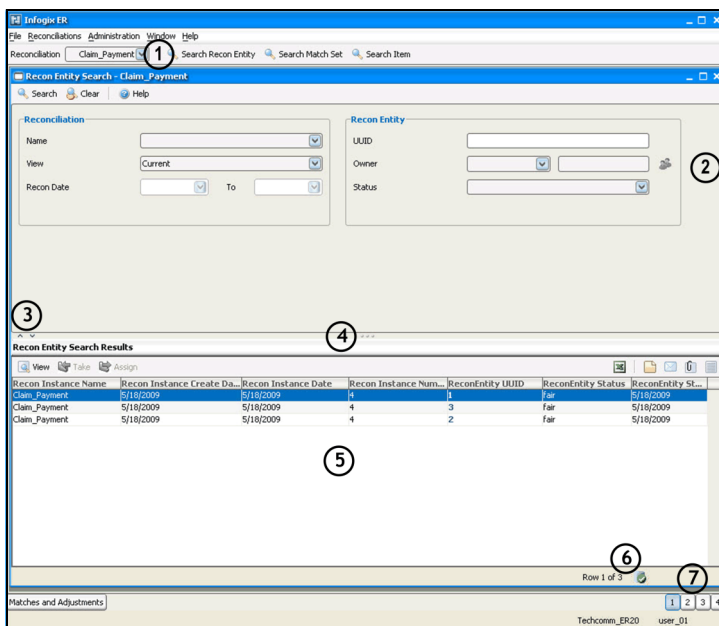 Infogix ER
File Reconciliations Administration Window Help
Reconciliation Claim_Payment 1 Search Recon Entity Search Match Set Search Item
Recon Entity Search - Claim_Payment
Search Clear Help
Reconciliation
Name
View Current
Recon Date To
Recon Entity
UUID
Owner
Status
2
3
4
Recon Entity Search Results
View Take Assign
Recon Instance Name Recon Instance Create Da... Recon Instance Date Recon Instance Num... ReconEntity UUID ReconEntity Status ReconEntity St...
Claim_Payment 5/18/2009 5/18/2009 4 1 fair 5/18/2009
Claim_Payment 5/18/2009 5/18/2009 4 3 fair 5/18/2009
Claim_Payment 5/18/2009 5/18/2009 4 2 fair 5/18/2009
5
6
Row 1 of 3
7
Matches and Adjustments 1 2 3 4
Techcomm_ER20 user_01